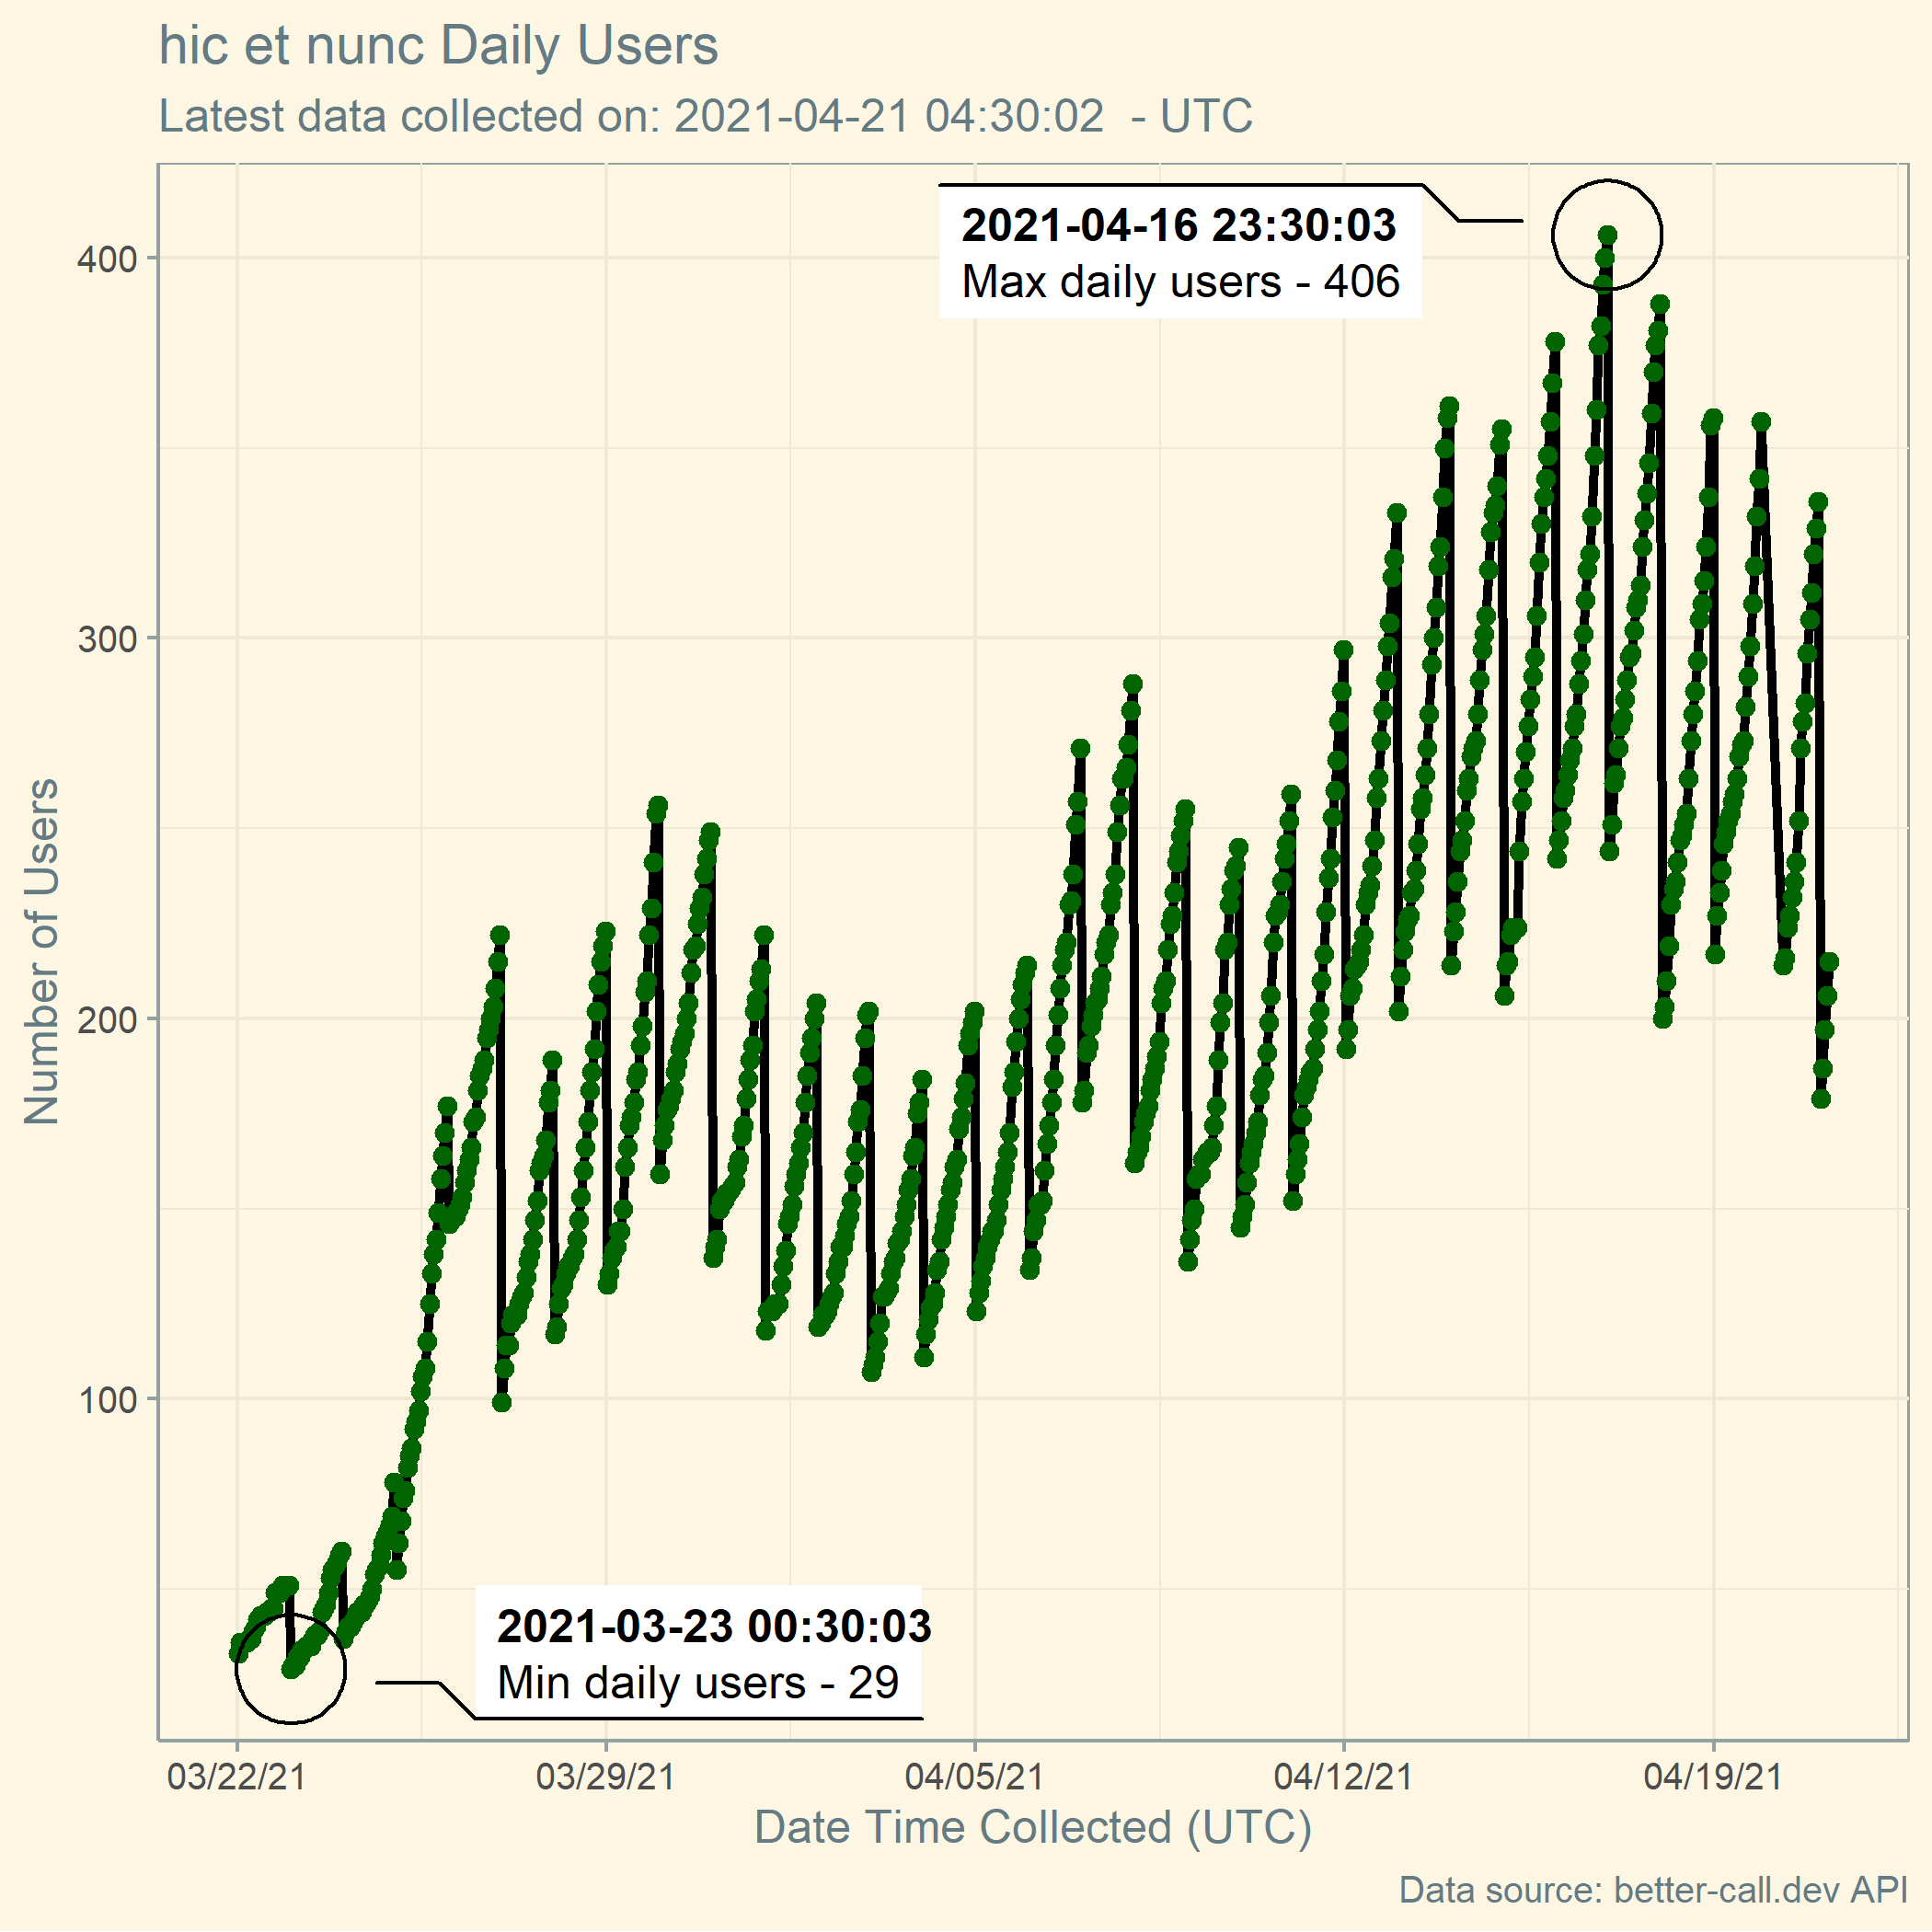 hic et nunc Daily Users
Latest data collected on: 2021-04-21 04:30:02  - UTC
2021-04-16 23:30:03
Max daily users - 406
400
300
200
100
Number of Users
2021-03-23 00:30:03
Min daily users - 29
03/22/21 03/29/21 04/05/21 04/12/21 04/19/21
Date Time Collected (UTC)
Data source: better-call.dev API